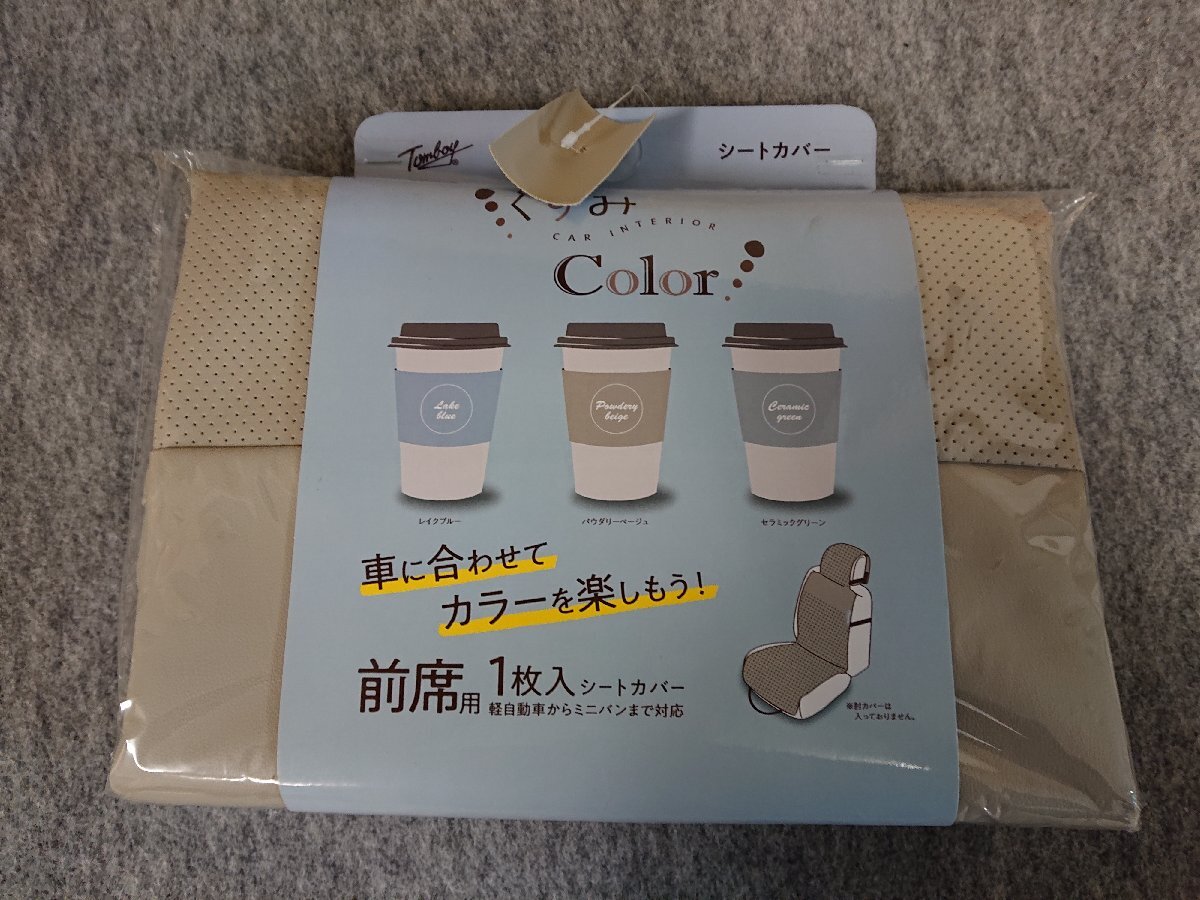 Tomboy
シートカバー
くすみ
CAR INTERIOR
Color
Lake
blue
Powdery
beige
Ceramic
green
レイクブルー
パウダリーベージュ
セラミックグリーン
車に合わせて
カラーを楽しもう!
前席用 1枚入 シートカバー
軽自動車からミニバンまで対応
※肘カバーは
入っておりません。